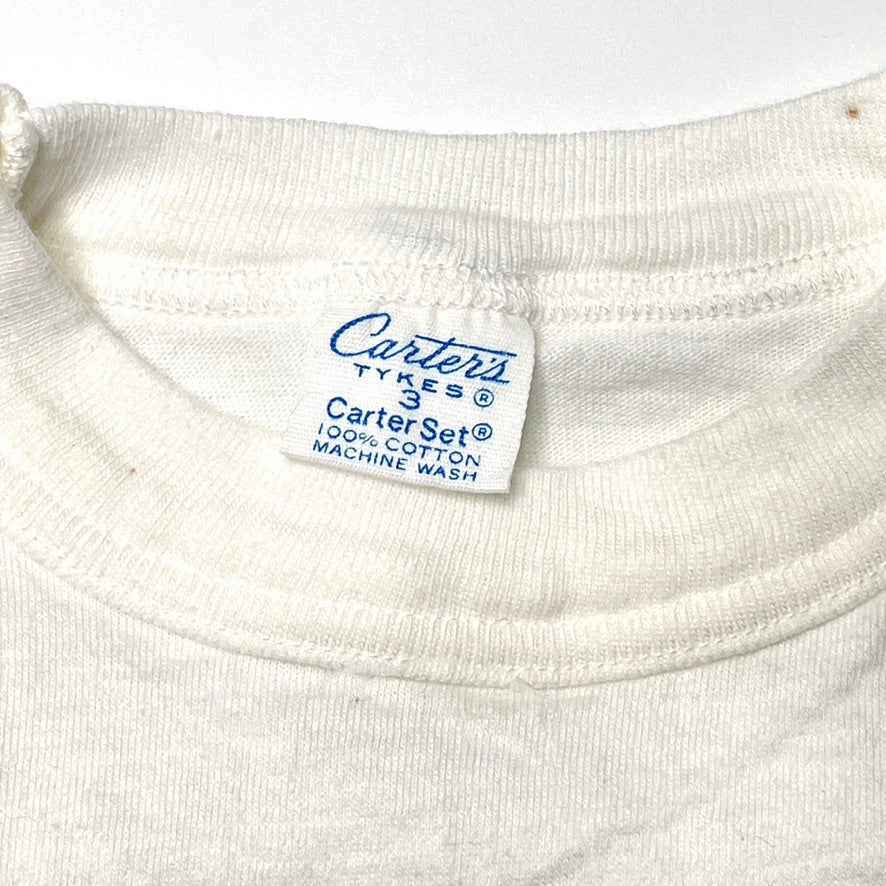 Carter's
TYKES®
3
CarterSet®
100% COTTON
MACHINE WASH